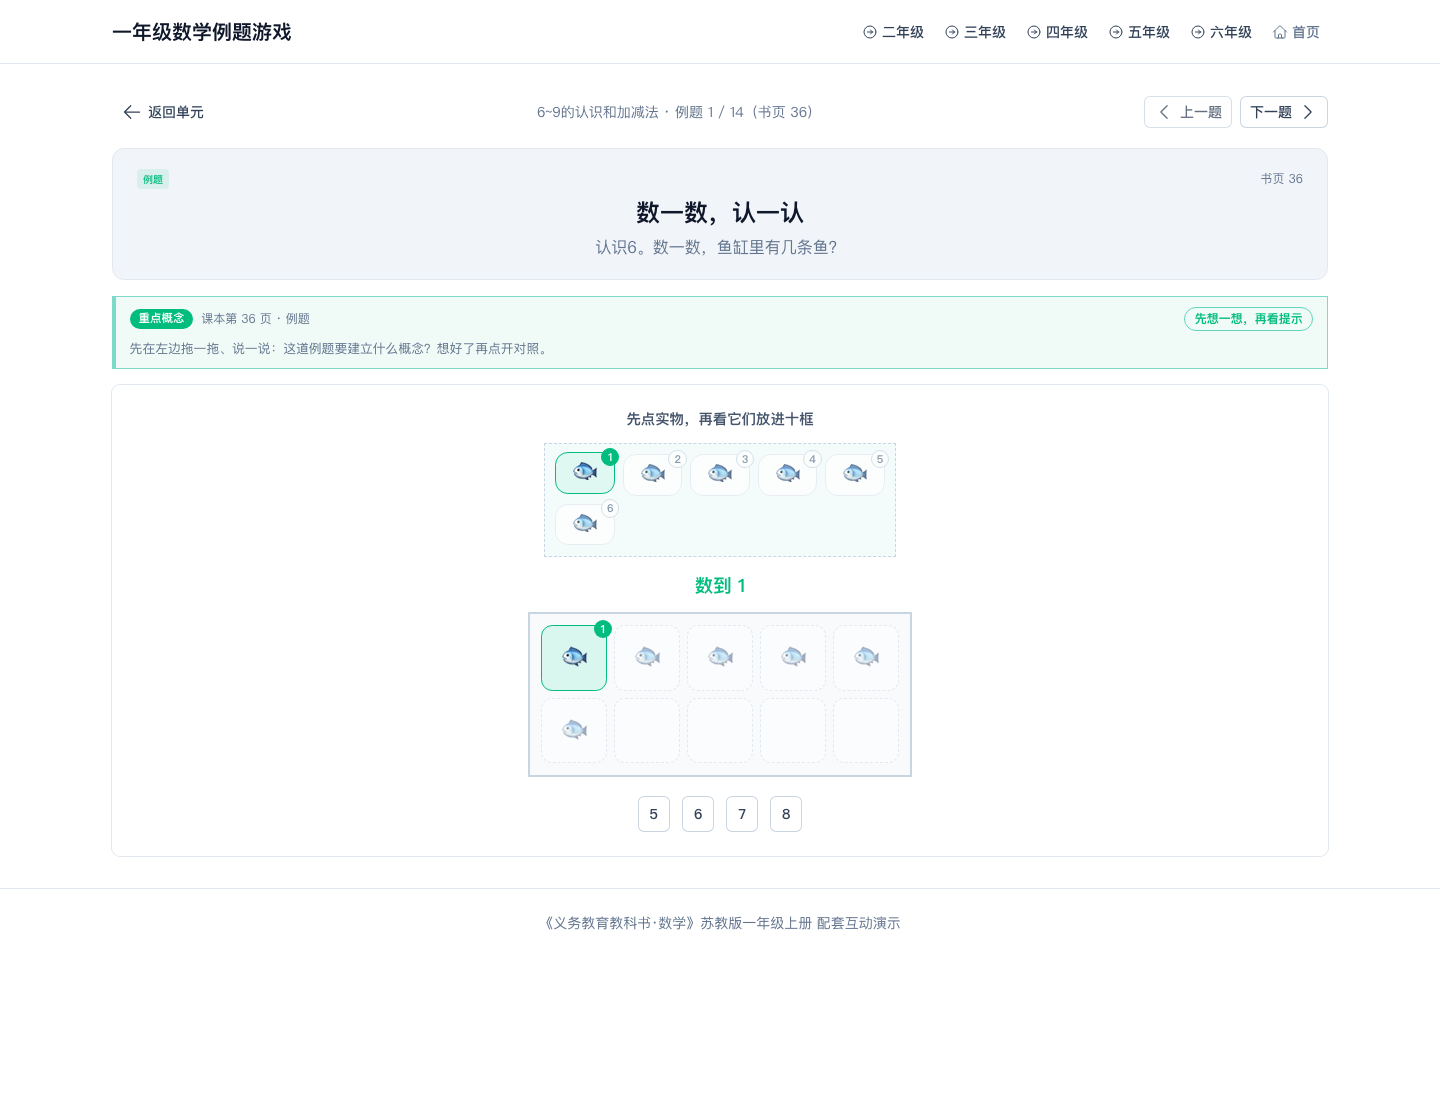 一年级数学例题游戏
二年级 三年级 四年级 五年级 六年级 首页
返回单元
6~9的认识和加减法 · 例题 1 / 14（书页 36）
上一题 下一题
例题
书页 36
数一数，认一认
认识6。数一数，鱼缸里有几条鱼？
重点概念 课本第 36 页 · 例题
先想一想，再看提示
先在左边拖一拖、说一说：这道例题要建立什么概念？想好了再点开对照。
先点实物，再看它们放进十框
1 2 3 4 5
6
数到 1
1
5 6 7 8
《义务教育教科书·数学》苏教版一年级上册 配套互动演示